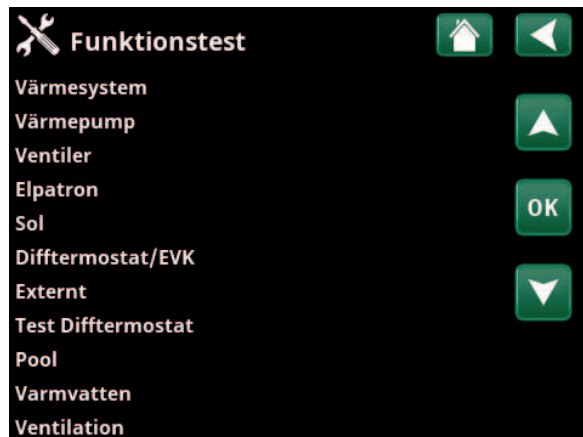 Funktionstest
Värmesystem
Värmepump
Ventiler
Elpatron
OK
Sol
Difftermostat/EVK
Externt
Test Difftermostat
Pool
Varmvatten
Ventilation